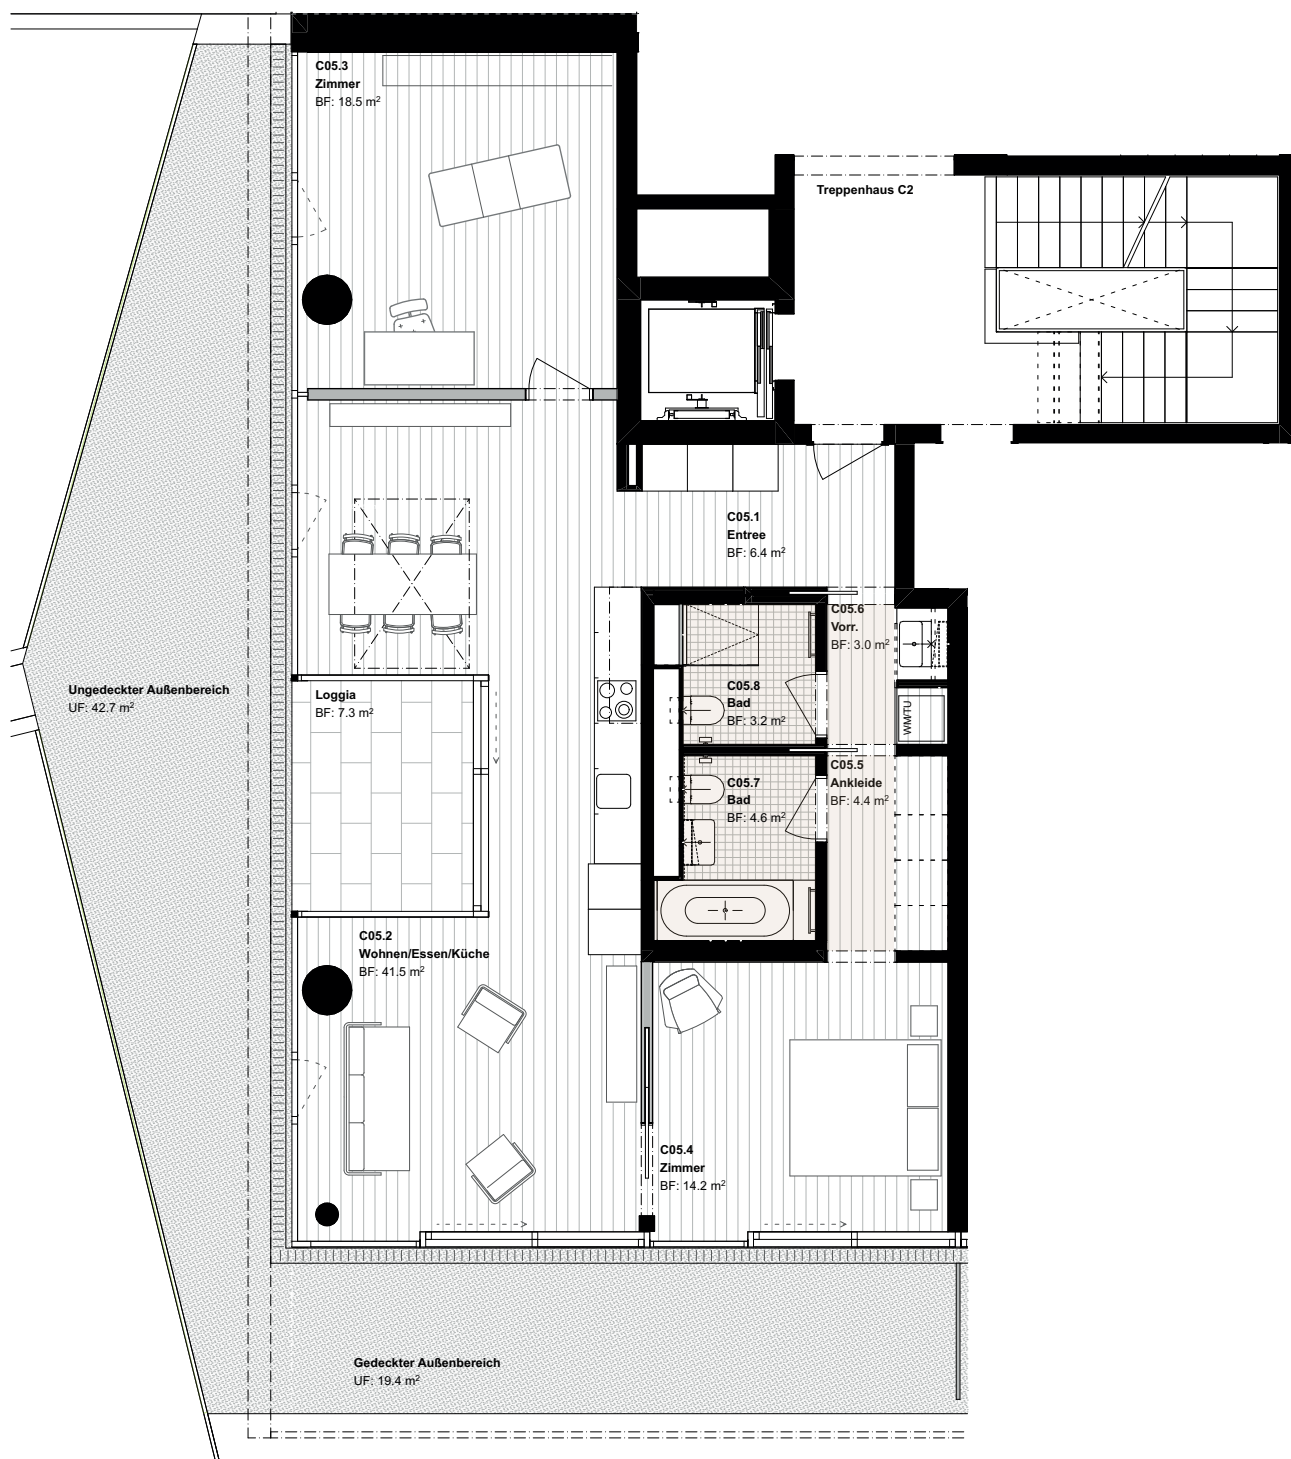 C05.3
Zimmer
BF: 18.5 m²
Treppenhaus C2
C05.1
Entree
BF: 6.4 m²
C05.6
Vorr.
BF: 3.0 m²
Ungedeckter Außenbereich
UF: 42.7 m²
Loggia
BF: 7.3 m²
C05.8
Bad
BF: 3.2 m²
WM/TU
C05.5
Ankleide
BF: 4.4 m²
C05.7
Bad
BF: 4.6 m²
C05.2
Wohnen/Essen/Küche
BF: 41.5 m²
C05.4
Zimmer
BF: 14.2 m²
Gedeckter Außenbereich
UF: 19.4 m²